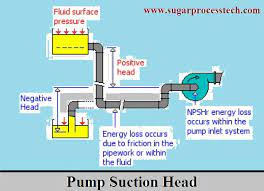 www.sugarprocesstech.com
Fluid surface
pressure
Positive
head
Negative
Head
NPSHr energy loss
occurs within the
pump inlet system
Energy loss occurs
due to friction in the
pipework or within
the fluid
Pump Suction Head